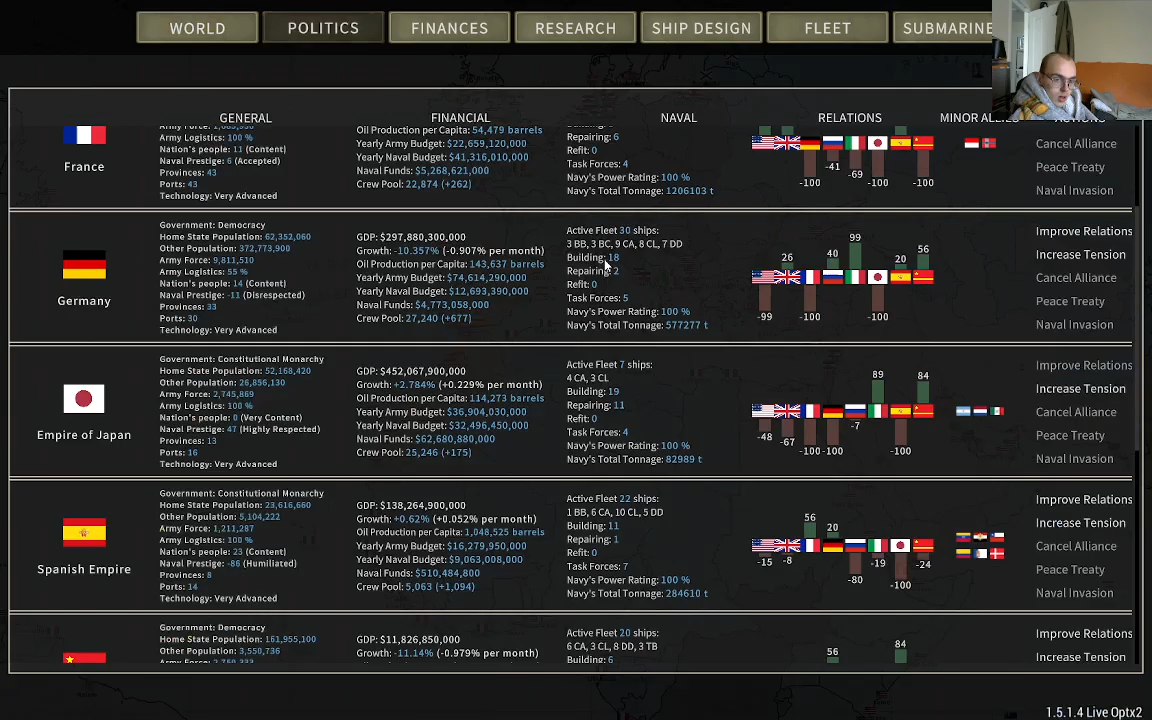 WORLD
POLITICS
FINANCES
RESEARCH
SHIP DESIGN
FLEET
SUBMARINE
GENERAL
FINANCIAL
NAVAL
RELATIONS
MINOR
France
Army Logistics: 100 %
Nation's people: 11 (Content)
Naval Prestige: 6 (Accepted)
Provinces: 43
Ports: 43
Technology: Very Advanced
Oil Production per Capita: 54,479 barrels
Yearly Army Budget: $22,659,120,000
Yearly Naval Budget: $41,316,010,000
Naval Funds: $5,268,621,000
Crew Pool: 22,874 (+262)
Repairing: 6
Refit: 0
Task Forces: 4
Navy's Power Rating: 100 %
Navy's Total Tonnage: 1206103 t
-100
-41
-69
-100
-100
Cancel Alliance
Peace Treaty
Naval Invasion
Germany
Government: Democracy
Home State Population: 62,352,060
Other Population: 372,773,900
Army Force: 9,811,510
Army Logistics: 55 %
Nation's people: 14 (Content)
Naval Prestige: -11 (Disrespected)
Provinces: 33
Ports: 30
Technology: Very Advanced
GDP: $297,880,300,000
Growth: -10.357% (-0.907% per month)
Oil Production per Capita: 143,637 barrels
Yearly Army Budget: $74,614,290,000
Yearly Naval Budget: $12,693,390,000
Naval Funds: $4,773,058,000
Crew Pool: 27,240 (+677)
Active Fleet 30 ships:
3 BB, 3 BC, 9 CA, 8 CL, 7 DD
Building: 18
Repairing: 2
Refit: 0
Task Forces: 5
Navy's Power Rating: 100 %
Navy's Total Tonnage: 577277 t
-99
26
-100
40
99
-100
20
56
Improve Relations
Increase Tension
Cancel Alliance
Peace Treaty
Naval Invasion
Empire of Japan
Government: Constitutional Monarchy
Home State Population: 52,168,420
Other Population: 26,856,130
Army Force: 2,745,869
Army Logistics: 100 %
Nation's people: 0 (Very Content)
Naval Prestige: 47 (Highly Respected)
Provinces: 13
Ports: 16
Technology: Very Advanced
GDP: $452,067,900,000
Growth: +2.784% (+0.229% per month)
Oil Production per Capita: 114,273 barrels
Yearly Army Budget: $36,904,030,000
Yearly Naval Budget: $32,496,450,000
Naval Funds: $62,680,880,000
Crew Pool: 25,246 (+175)
Active Fleet 7 ships:
4 CA, 3 CL
Building: 19
Repairing: 11
Refit: 0
Task Forces: 4
Navy's Power Rating: 100 %
Navy's Total Tonnage: 82989 t
-48
-67
-100
-100
-7
89
-100
84
Improve Relations
Increase Tension
Cancel Alliance
Peace Treaty
Naval Invasion
Spanish Empire
Government: Constitutional Monarchy
Home State Population: 23,616,660
Other Population: 5,104,222
Army Force: 1,211,287
Army Logistics: 100 %
Nation's people: 23 (Content)
Naval Prestige: -86 (Humiliated)
Provinces: 8
Ports: 14
Technology: Very Advanced
GDP: $138,264,900,000
Growth: +0.62% (+0.052% per month)
Oil Production per Capita: 1,048,525 barrels
Yearly Army Budget: $16,279,950,000
Yearly Naval Budget: $9,063,008,000
Naval Funds: $510,484,800
Crew Pool: 5,063 (+1,094)
Active Fleet 22 ships:
1 BB, 6 CA, 10 CL, 5 DD
Building: 11
Repairing: 1
Refit: 0
Task Forces: 7
Navy's Power Rating: 100 %
Navy's Total Tonnage: 284610 t
-15
-8
56
20
-80
-19
-100
-24
Improve Relations
Increase Tension
Cancel Alliance
Peace Treaty
Naval Invasion
Government: Democracy
Home State Population: 161,955,100
Other Population: 3,550,736
GDP: $11,826,850,000
Growth: -11.14% (-0.979% per month)
Active Fleet 20 ships:
6 CA, 3 CL, 8 DD, 3 TB
Building: 6
56
84
Improve Relations
Increase Tension
1.5.1.4 Live Optx2